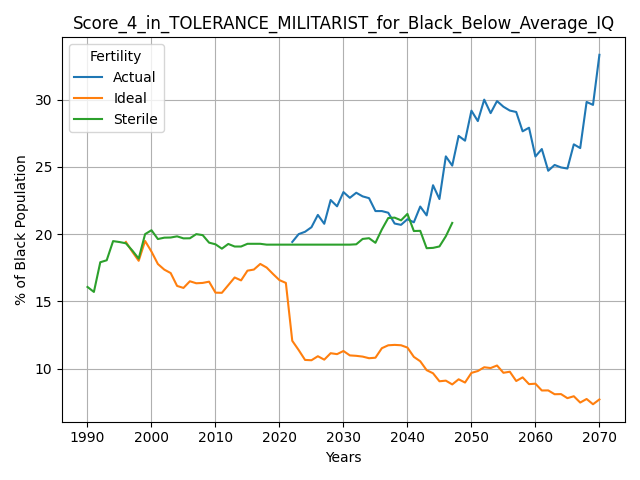 Score_4_in_TOLERANCE_MILITARIST_for_Black_Below_Average_IQ
Fertility
Actual
Ideal
Sterile
% of Black Population
30
25
20
15
10
1990
2000
2010
2020
2030
2040
2050
2060
2070
Years